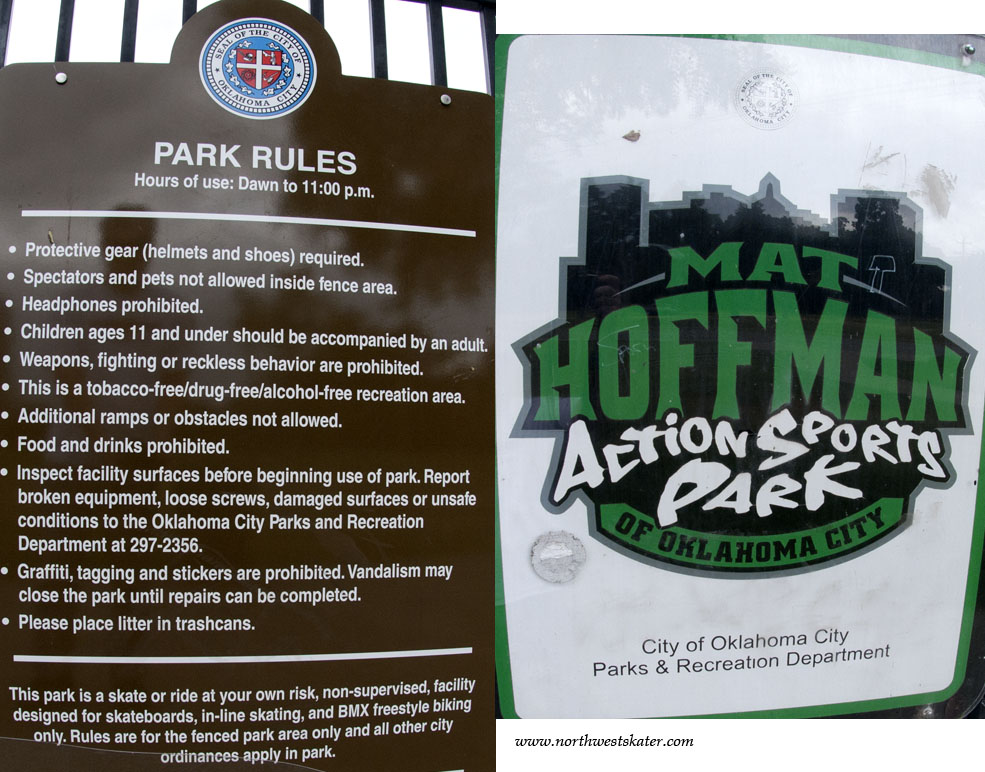 SEAL OF THE CITY OF
OKLAHOMA CITY
PARK RULES
Hours of use: Dawn to 11:00 p.m.
• Protective gear (helmets and shoes) required.
• Spectators and pets not allowed inside fence area.
• Headphones prohibited.
• Children ages 11 and under should be accompanied by an adult.
• Weapons, fighting or reckless behavior are prohibited.
• This is a tobacco-free/drug-free/alcohol-free recreation area.
• Additional ramps or obstacles not allowed.
• Food and drinks prohibited.
• Inspect facility surfaces before beginning use of park. Report
broken equipment, loose screws, damaged surfaces or unsafe
conditions to the Oklahoma City Parks and Recreation
Department at 297-2356.
• Graffiti, tagging and stickers are prohibited. Vandalism may
close the park until repairs can be completed.
• Please place litter in trashcans.
This park is a skate or ride at your own risk, non-supervised, facility
designed for skateboards, in-line skating, and BMX freestyle biking
only. Rules are for the fenced park area only and all other city
ordinances apply in park.
SEAL OF THE CITY OF
OKLAHOMA CITY
MAT
HOFFMAN
ACTION SPORTS
PARK
OF OKLAHOMA CITY
City of Oklahoma City
Parks & Recreation Department
www.northwestskater.com